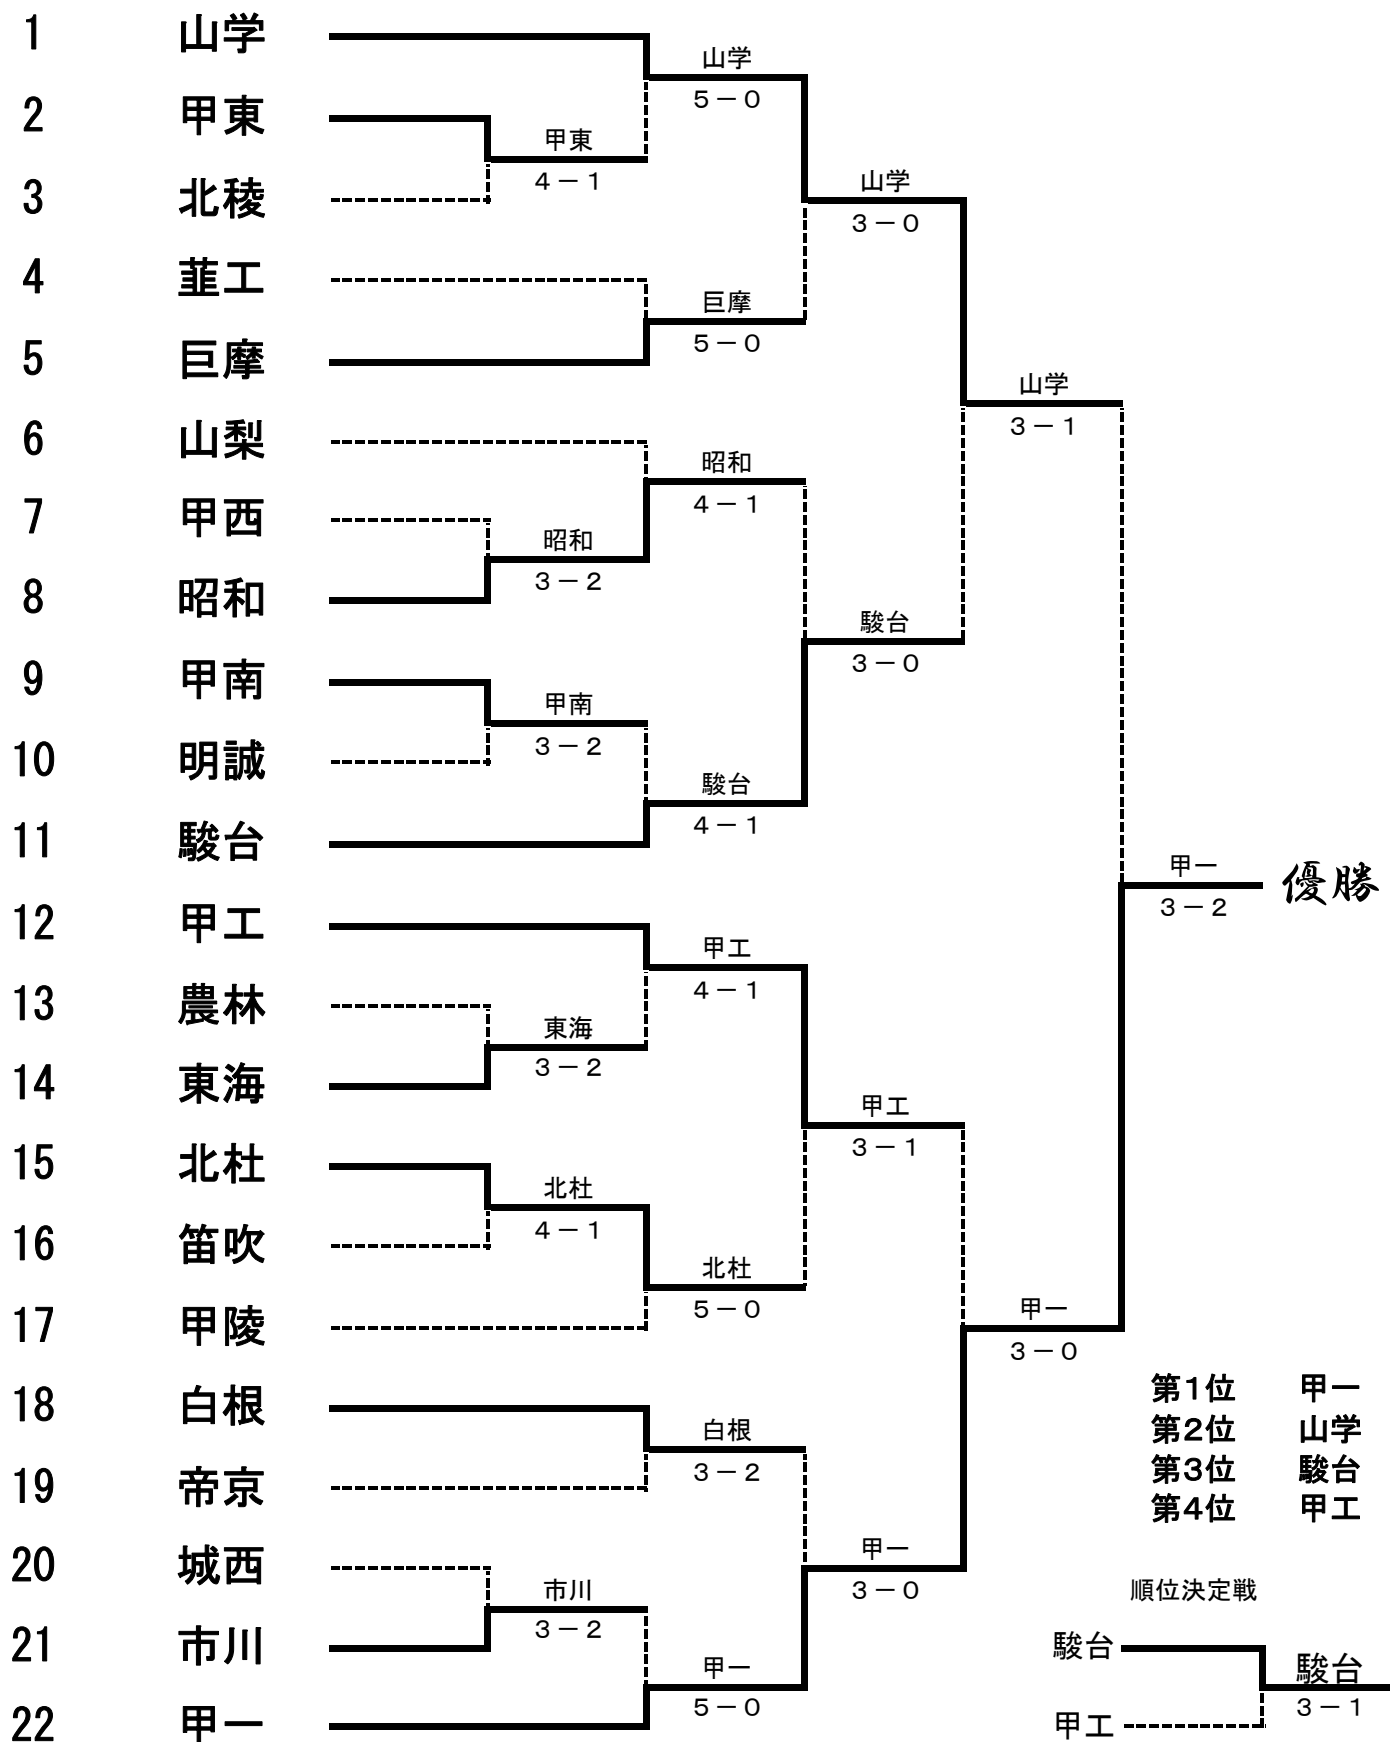 1 山学
山学
5－0
2 甲東
甲東
4－1
3 北稜
山学
3－0
4 韮工
巨摩
5－0
5 巨摩
山学
3－1
6 山梨
昭和
4－1
7 甲西
昭和
3－2
8 昭和
駿台
3－0
9 甲南
甲南
3－2
10 明誠
駿台
4－1
11 駿台
甲一
3－2
優勝
12 甲工
甲工
4－1
13 農林
東海
3－2
14 東海
甲工
3－1
15 北杜
北杜
4－1
16 笛吹
北杜
5－0
17 甲陵
甲一
3－0
18 白根
白根
3－2
19 帝京
甲一
3－0
20 城西
市川
3－2
21 市川
甲一
5－0
22 甲一
第1位 甲一
第2位 山学
第3位 駿台
第4位 甲工
順位決定戦
駿台
駿台
3－1
甲工